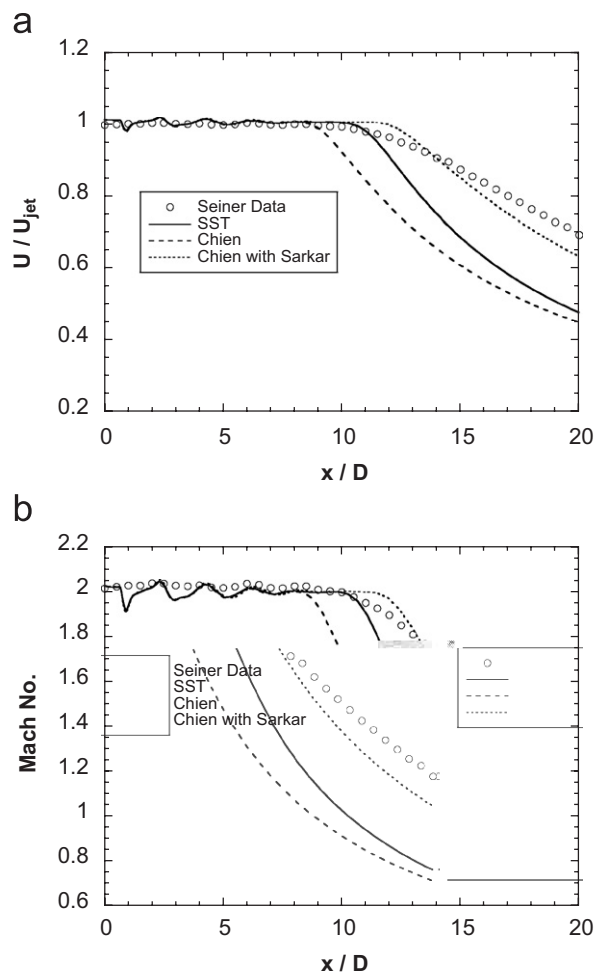 a
1.2
1
0.8
0.6
0.4
0.2
U / Ujet
Seiner Data
SST
Chien
Chien with Sarkar
0 5 10 15 20
x / D
b
2.2
2
1.8
1.6
1.4
1.2
1
0.8
0.6
Mach No.
Seiner Data
SST
Chien
Chien with Sarkar
0 5 10 15 20
x / D